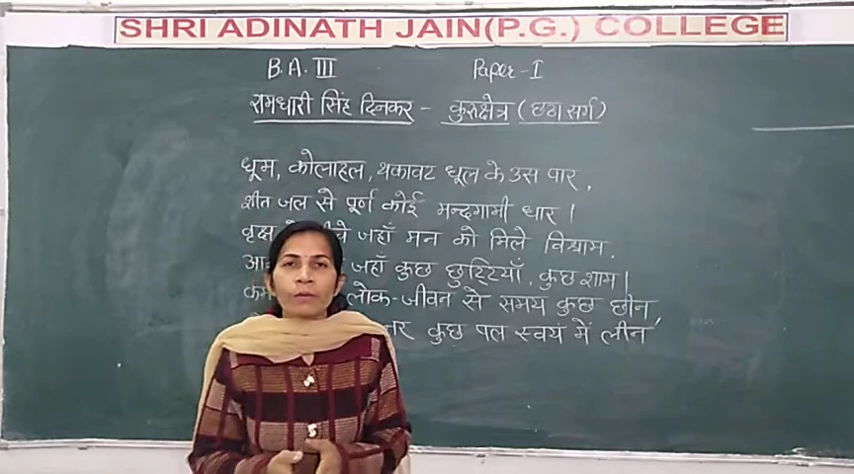 SHRI ADINATH JAIN(P.G.) COLLEGE
B.A. III Paper-I
रामधारी सिंह दिनकर - कुरुक्षेत्र (छठा सर्ग)
धूम, कोलाहल, थकावट धूल के उस पार,
शीत जल से पूर्ण कोई मन्दगामी धार।
वृक्ष जहाँ मन को मिले विश्राम,
जहाँ कुछ छुट्टियाँ, कुछ शाम।
लोक-जीवन से समय कुछ छीन,
कुछ पल स्वयं में लीन